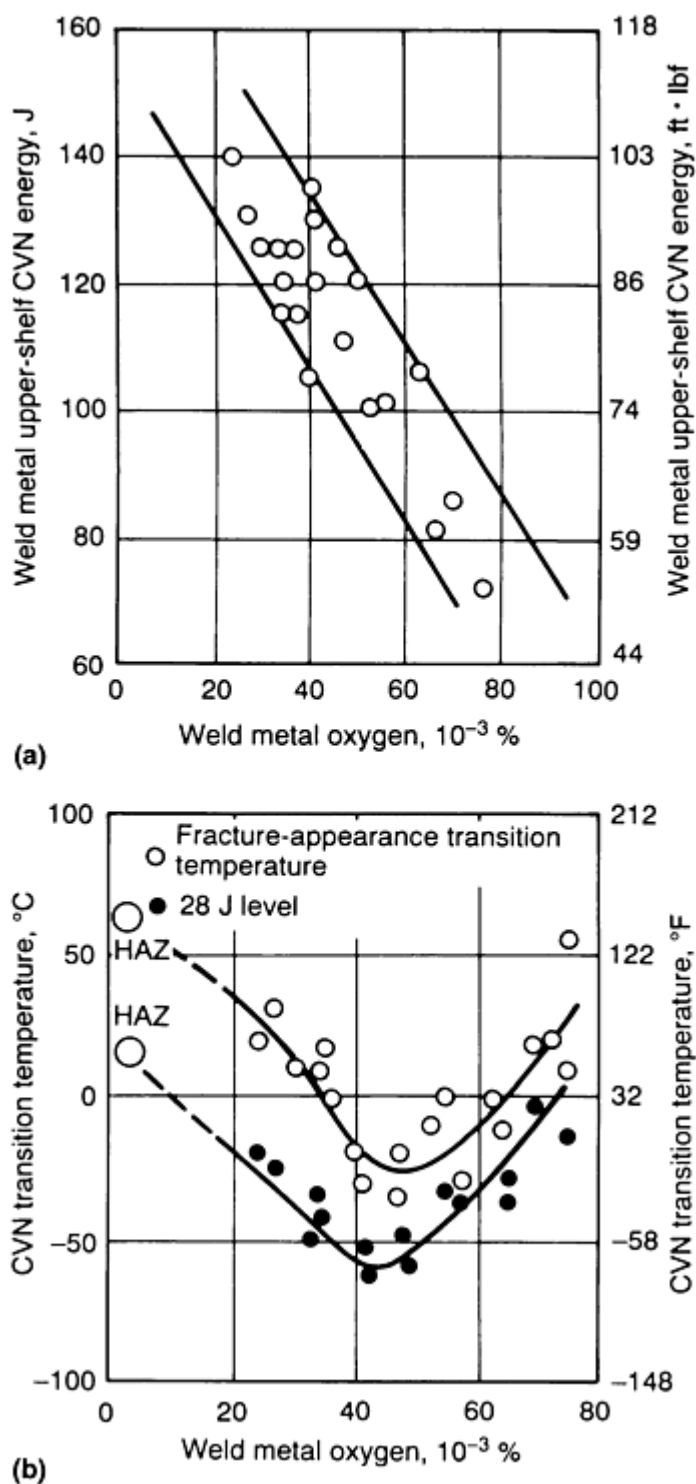 160
140
120
100
80
60
118
103
86
74
59
44
Weld metal upper-shelf CVN energy, J
Weld metal upper-shelf CVN energy, ft · lbf
0
20
40
60
80
100
Weld metal oxygen, 10⁻³ %
(a)
100
50
0
−50
−100
212
122
32
−58
−148
CVN transition temperature, °C
CVN transition temperature, °F
Fracture-appearance transition
temperature
28 J level
HAZ
HAZ
0
20
40
60
80
Weld metal oxygen, 10⁻³ %
(b)